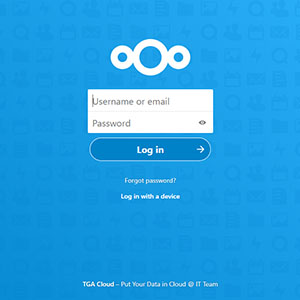 Username or email
Password
Log in
Forgot password?
Log in with a device
TGA Cloud – Put Your Data in Cloud @ IT Team